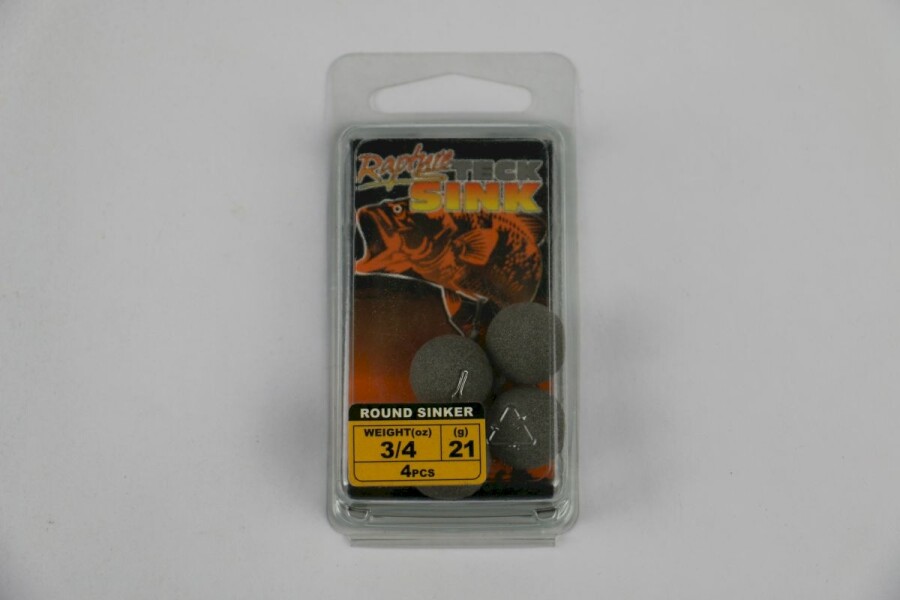 Rapture TECK
SINK
ROUND SINKER
WEIGHT(oz) (g)
3/4 21
4PCS